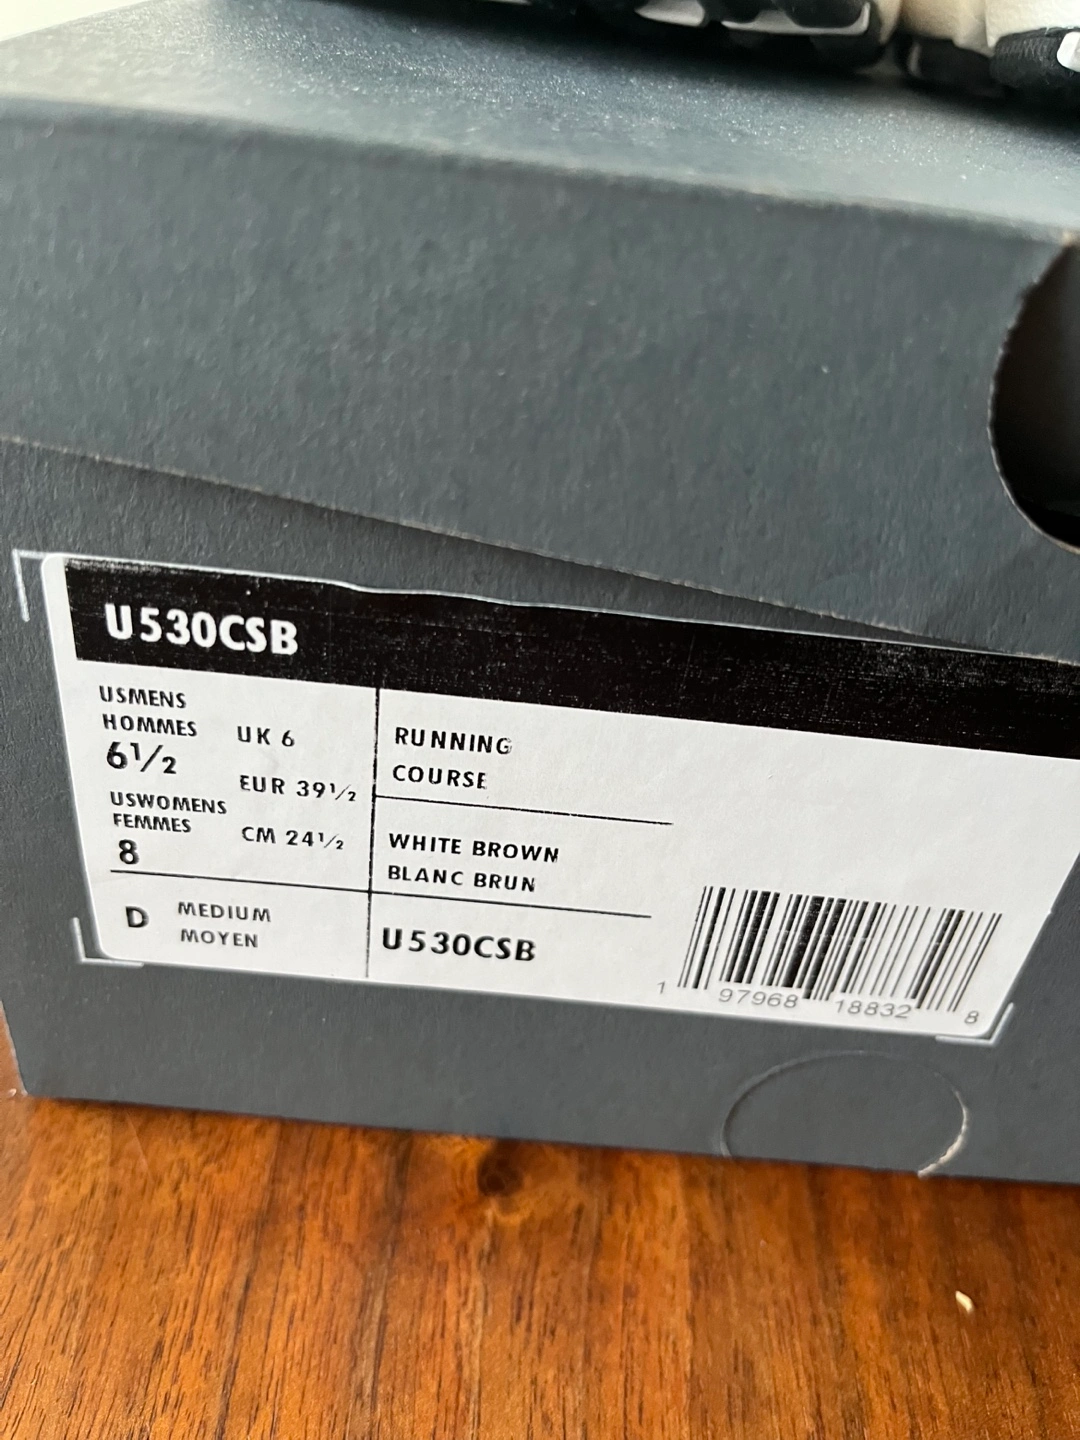 U530CSB
USMENS
HOMMES
6½
USWOMENS
FEMMES
8
UK 6
EUR 39½
CM 24½
D
MEDIUM
MOYEN
RUNNING
COURSE
WHITE BROWN
BLANC BRUN
U530CSB
1 97968 18832 8